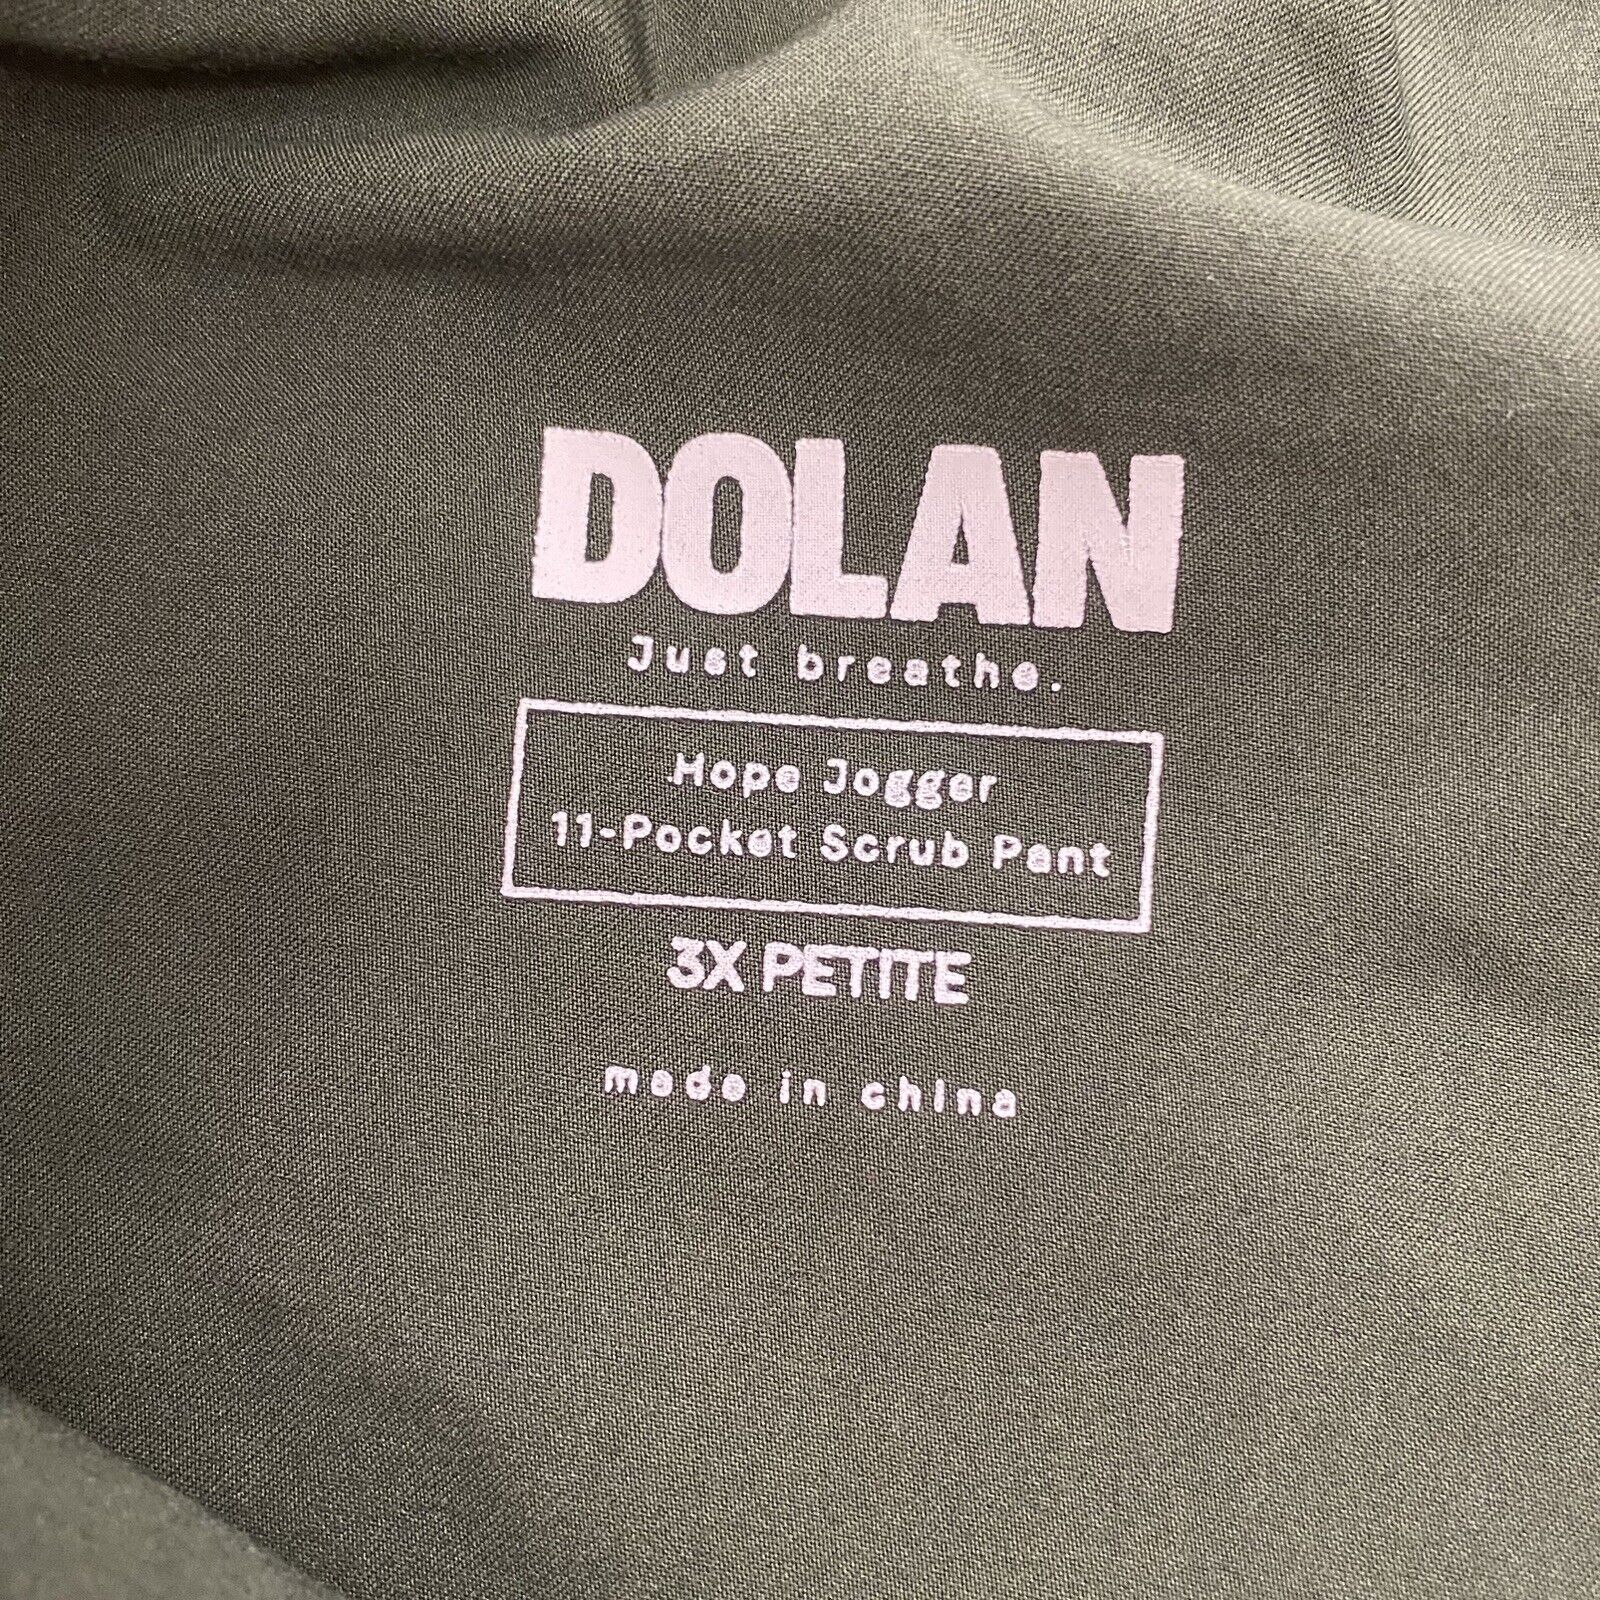 DOLAN
Just breathe.
Hope Jogger
11-Pocket Scrub Pant
3X PETITE
made in china